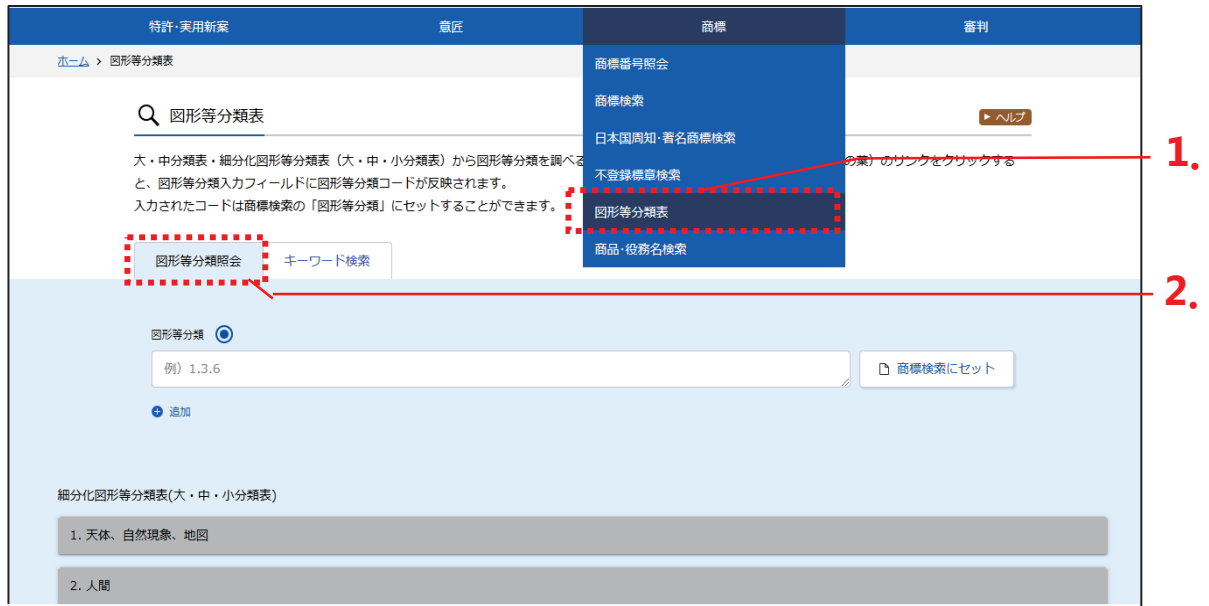 特許・実用新案 意匠 商標 審判
ホーム > 図形等分類表
商標番号照会
商標検索
日本国周知・著名商標検索
不登録標章検索
図形等分類表
商品・役務名検索
図形等分類表
ヘルプ
大・中分類表・細分化図形等分類表（大・中・小分類表）から図形等分類を調べる の葉）のリンクをクリックする
と、図形等分類入力フィールドに図形等分類コードが反映されます。
入力されたコードは商標検索の「図形等分類」にセットすることができます。
1.
図形等分類照会 キーワード検索
2.
図形等分類
例）1.3.6 商標検索にセット
追加
細分化図形等分類表(大・中・小分類表)
1. 天体、自然現象、地図
2. 人間